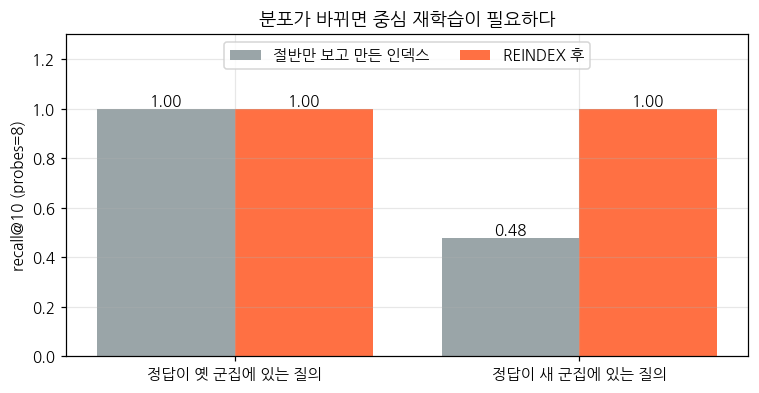 분포가 바뀌면 중심 재학습이 필요하다
절반만 보고 만든 인덱스
REINDEX 후
recall@10 (probes=8)
1.2
1.0
0.8
0.6
0.4
0.2
0.0
1.00
1.00
0.48
1.00
정답이 옛 군집에 있는 질의
정답이 새 군집에 있는 질의